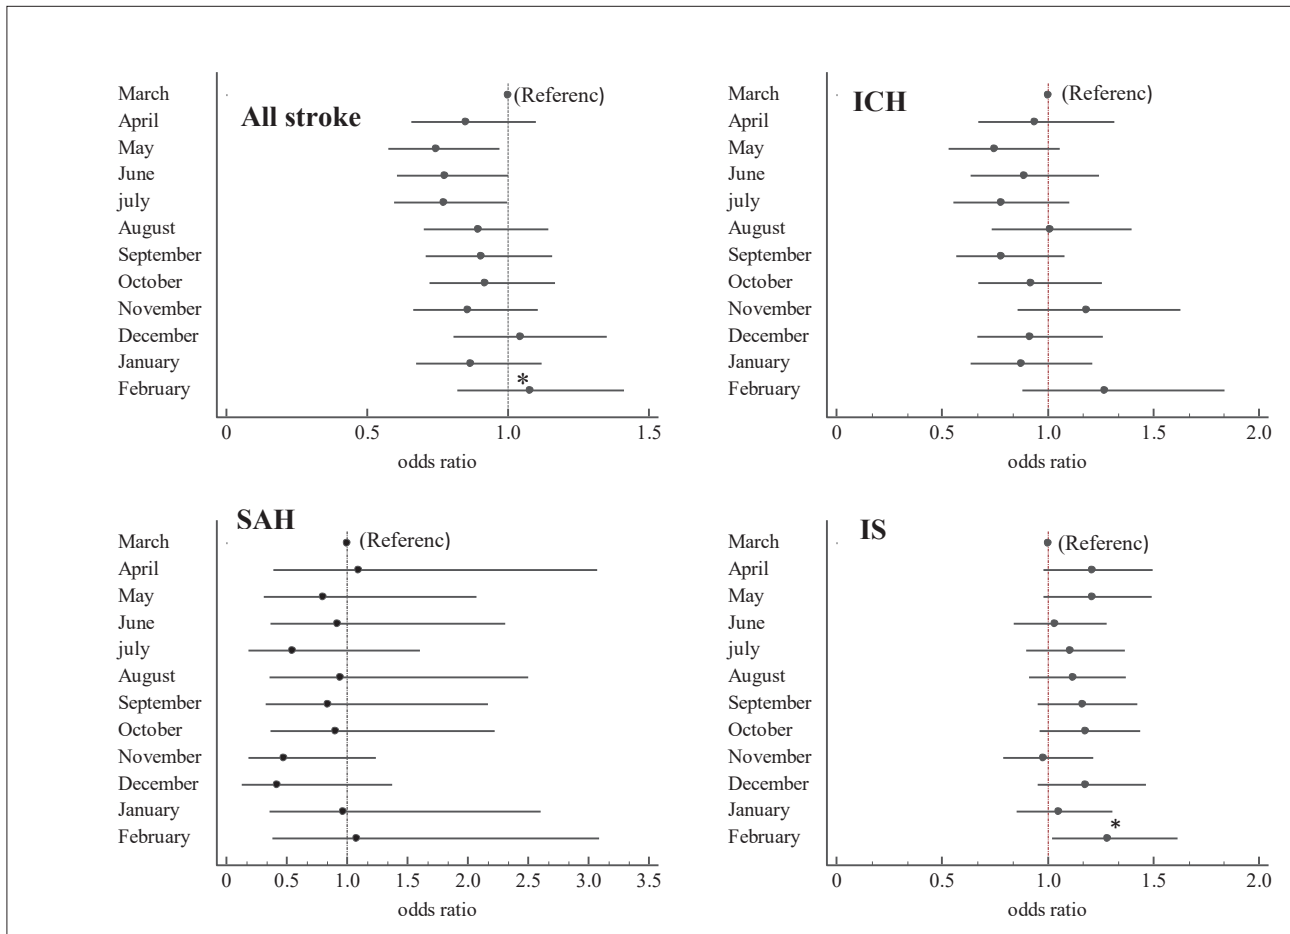 All stroke
March
(Referenc)
April
May
June
july
August
September
October
November
December
January
*
February
0 0.5 1.0 1.5
odds ratio
ICH
March
(Referenc)
April
May
June
july
August
September
October
November
December
January
February
0 0.5 1.0 1.5 2.0
odds ratio
SAH
March
(Referenc)
April
May
June
july
August
September
October
November
December
January
February
0 0.5 1.0 1.5 2.0 2.5 3.0 3.5
odds ratio
IS
March
(Referenc)
April
May
June
july
August
September
October
November
December
January
*
February
0 0.5 1.0 1.5 2.0
odds ratio